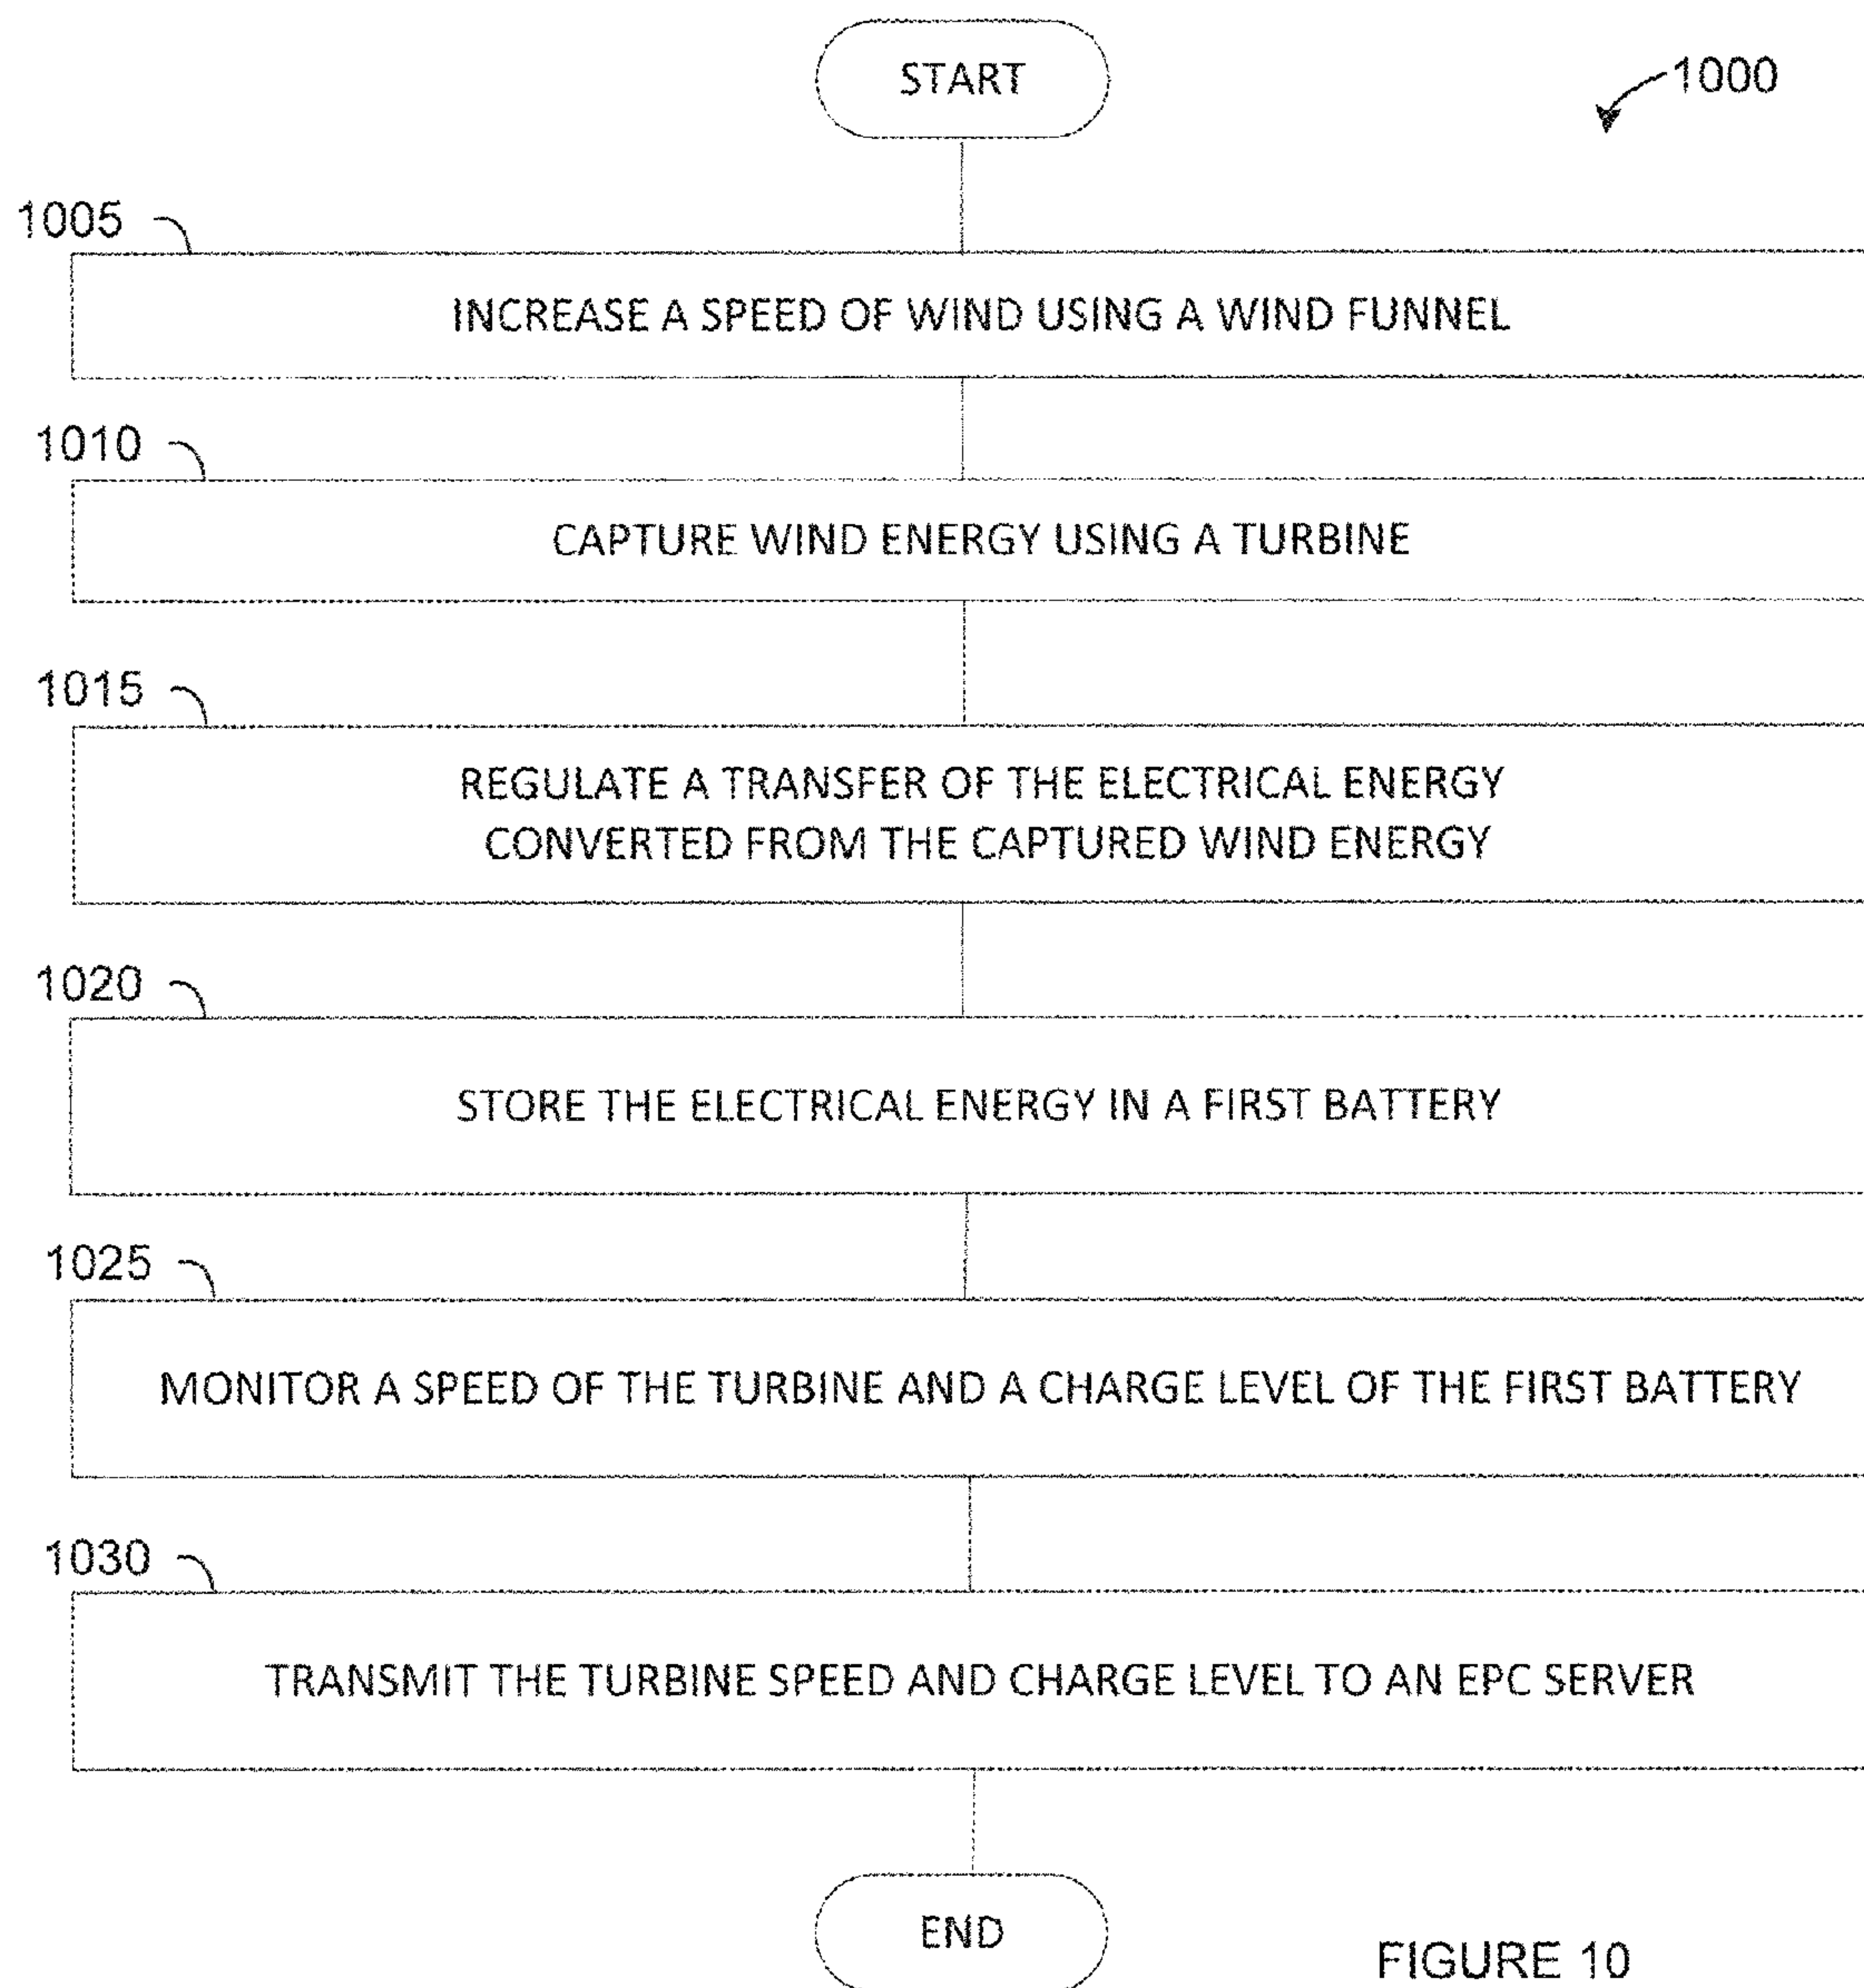 START
1000
1005
INCREASE A SPEED OF WIND USING A WIND FUNNEL
1010
CAPTURE WIND ENERGY USING A TURBINE
1015
REGULATE A TRANSFER OF THE ELECTRICAL ENERGY
CONVERTED FROM THE CAPTURED WIND ENERGY
1020
STORE THE ELECTRICAL ENERGY IN A FIRST BATTERY
1025
MONITOR A SPEED OF THE TURBINE AND A CHARGE LEVEL OF THE FIRST BATTERY
1030
TRANSMIT THE TURBINE SPEED AND CHARGE LEVEL TO AN EPC SERVER
END
FIGURE 10